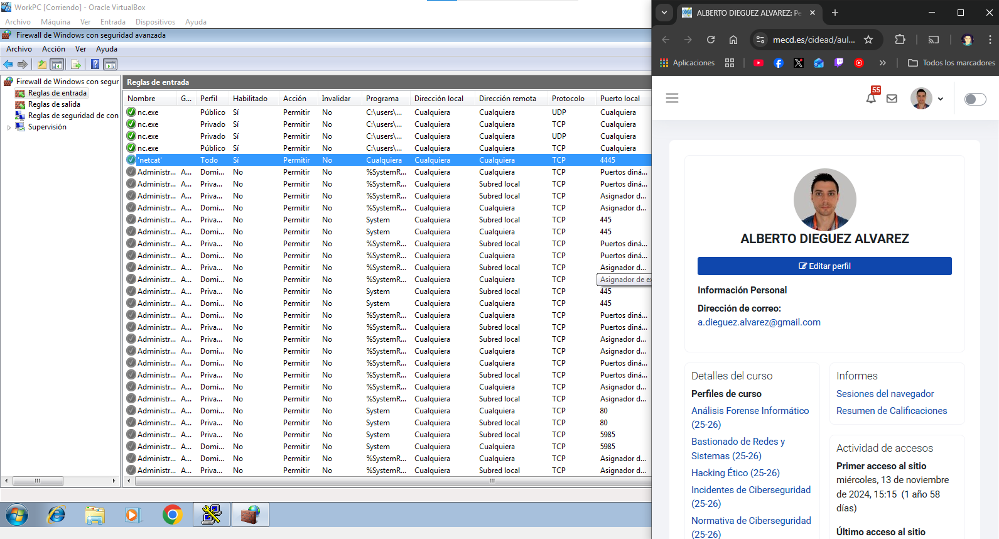 WorkPC [Corriendo] - Oracle VirtualBox
Archivo Máquina Ver Entrada Dispositivos Ayuda
Firewall de Windows con seguridad avanzada
Archivo Acción Ver Ayuda
Firewall de Windows con segur
Reglas de entrada
Reglas de salida
Reglas de seguridad de con
Supervisión
Reglas de entrada
Nombre G... Perfil Habilitado Acción Invalidar Programa Dirección local Dirección remota Protocolo Puerto local
nc.exe Público Sí Permitir No C:\users\... Cualquiera Cualquiera UDP Cualquiera
nc.exe Privado Sí Permitir No C:\users\... Cualquiera Cualquiera TCP Cualquiera
nc.exe Privado Sí Permitir No C:\users\... Cualquiera Cualquiera UDP Cualquiera
nc.exe Público Sí Permitir No C:\users\... Cualquiera Cualquiera TCP Cualquiera
'netcat' Todo Sí Permitir No Cualquiera Cualquiera Cualquiera TCP 4445
Administr... A... Domi... No Permitir No %SystemR... Cualquiera Cualquiera TCP Puertos diná...
Administr... A... Priva... No Permitir No %SystemR... Cualquiera Subred local TCP Puertos diná...
Administr... A... Priva... No Permitir No %SystemR... Cualquiera Subred local TCP Asignador d...
Administr... A... Domi... No Permitir No %SystemR... Cualquiera Cualquiera TCP Asignador d...
Administr... A... Priva... No Permitir No System Cualquiera Subred local TCP 445
Administr... A... Domi... No Permitir No System Cualquiera Cualquiera TCP 445
Administr... A... Priva... No Permitir No %SystemR... Cualquiera Subred local TCP Puertos diná...
Administr... A... Domi... No Permitir No %SystemR... Cualquiera Cualquiera TCP Puertos diná...
Administr... A... Priva... No Permitir No %SystemR... Cualquiera Subred local TCP Asignador d...
Administr... A... Domi... No Permitir No %SystemR... Cualquiera Cualquiera TCP Asignador de ex
Administr... A... Priva... No Permitir No System Cualquiera Subred local TCP 445
Administr... A... Domi... No Permitir No System Cualquiera Cualquiera TCP 445
Administr... A... Domi... No Permitir No %SystemR... Cualquiera Cualquiera TCP Puertos diná...
Administr... A... Priva... No Permitir No %SystemR... Cualquiera Subred local TCP Puertos diná...
Administr... A... Priva... No Permitir No %SystemR... Cualquiera Subred local TCP Asignador d...
Administr... A... Domi... No Permitir No %SystemR... Cualquiera Cualquiera TCP Asignador d...
Administr... A... Domi... No Permitir No %SystemR... Cualquiera Cualquiera TCP Puertos diná...
Administr... A... Priva... No Permitir No %SystemR... Cualquiera Subred local TCP Puertos diná...
Administr... A... Domi... No Permitir No %SystemR... Cualquiera Cualquiera TCP Asignador d...
Administr... A... Priva... No Permitir No %SystemR... Cualquiera Subred local TCP Asignador d...
Administr... A... Domi... No Permitir No System Cualquiera Cualquiera TCP 80
Administr... A... Priva... No Permitir No System Cualquiera Subred local TCP 80
Administr... A... Priva... No Permitir No System Cualquiera Subred local TCP 5985
Administr... A... Domi... No Permitir No System Cualquiera Cualquiera TCP 5985
Administr... A... Domi... No Permitir No %SystemR... Cualquiera Cualquiera TCP Asignador d...
Administr... A... Priva... No Permitir No %SystemR... Cualquiera Subred local TCP Asignador d...
ALBERTO DIEGUEZ ALVAREZ: Pe
mecd.es/cidead/aul...
Aplicaciones
Todos los marcadores
55
ALBERTO DIEGUEZ ALVAREZ
Editar perfil
Información Personal
Dirección de correo:
a.dieguez.alvarez@gmail.com
Detalles del curso
Perfiles de curso
Análisis Forense Informático
(25-26)
Bastionado de Redes y
Sistemas (25-26)
Hacking Ético (25-26)
Incidentes de Ciberseguridad
(25-26)
Normativa de Ciberseguridad
(25-26)
Informes
Sesiones del navegador
Resumen de Calificaciones
Actividad de accesos
Primer acceso al sitio
miércoles, 13 de noviembre
de 2024, 15:15 (1 año 58
días)
Último acceso al sitio